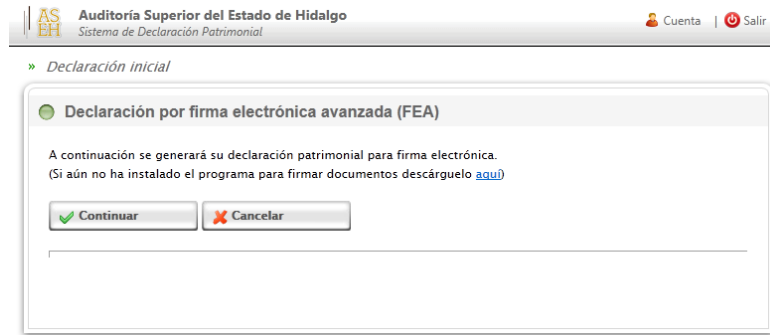 ASEH
Auditoría Superior del Estado de Hidalgo
Sistema de Declaración Patrimonial
Cuenta | Salir
» Declaración inicial
Declaración por firma electrónica avanzada (FEA)
A continuación se generará su declaración patrimonial para firma electrónica.
(Si aún no ha instalado el programa para firmar documentos descárguelo aquí)
Continuar Cancelar